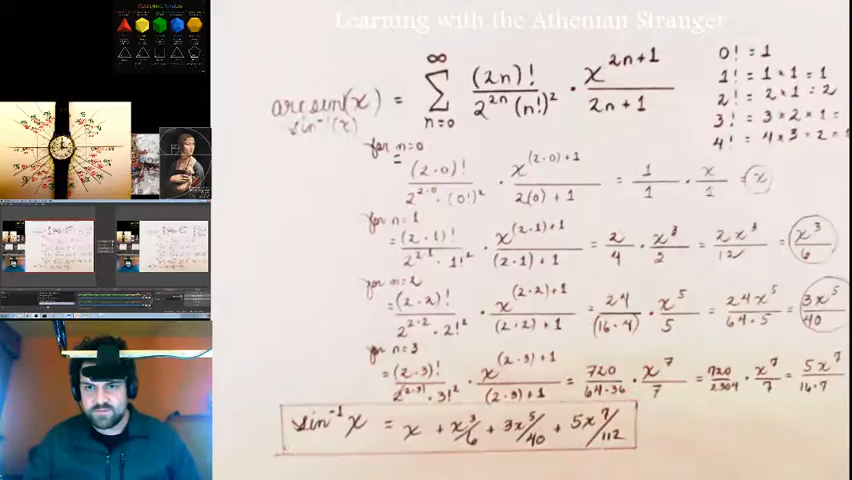 Learning with the Athenian Stranger
arcsin(x) = ∞ Σ n=0 (2n)! / 2^2n (n!)^2 · x^2n+1 / 2n+1
sin^-1(x)
0! = 1
1! = 1 × 1 = 1
2! = 2 × 1 = 2
3! = 3 × 2 × 1 =
4! = 4 × 3 × 2 × 1
for n=0
= (2·0)! / 2^2·0 · (0!)^2 · x^(2·0)+1 / 2(0)+1 = 1/1 · x/1 = x
for n=1
= (2·1)! / 2^2·1 · 1!^2 · x^(2·1)+1 / (2·1)+1 = 2/4 · x^3/2 = 2x^3/12 = x^3/6
for n=2
= (2·2)! / 2^2·2 · 2!^2 · x^(2·2)+1 / (2·2)+1 = 24/(16·4) · x^5/5 = 24x^5/64·5 = 3x^5/40
for n=3
= (2·3)! / 2^(2·3) · 3!^2 · x^(2·3)+1 / (2·3)+1 = 720/64·36 · x^7/7 = 720/2304 · x^7/7 = 5x^7/16·7
sin^-1 x = x + x^3/6 + 3x^5/40 + 5x^7/112